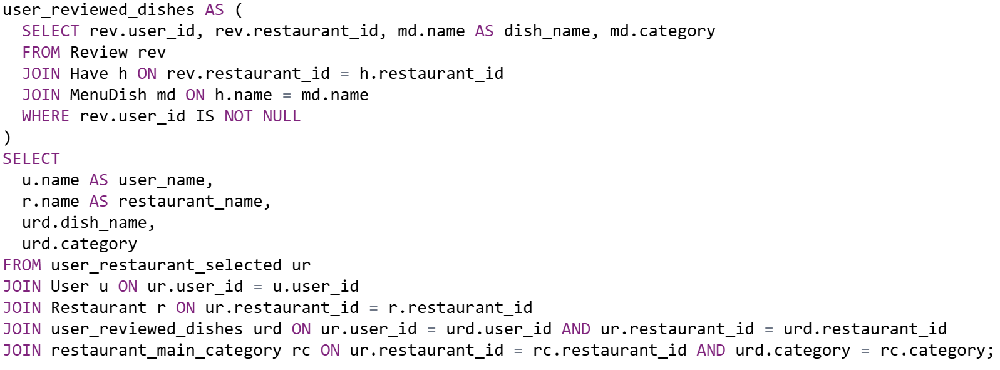 user_reviewed_dishes AS (
  SELECT rev.user_id, rev.restaurant_id, md.name AS dish_name, md.category
  FROM Review rev
  JOIN Have h ON rev.restaurant_id = h.restaurant_id
  JOIN MenuDish md ON h.name = md.name
  WHERE rev.user_id IS NOT NULL
)
SELECT
  u.name AS user_name,
  r.name AS restaurant_name,
  urd.dish_name,
  urd.category
FROM user_restaurant_selected ur
JOIN User u ON ur.user_id = u.user_id
JOIN Restaurant r ON ur.restaurant_id = r.restaurant_id
JOIN user_reviewed_dishes urd ON ur.user_id = urd.user_id AND ur.restaurant_id = urd.restaurant_id
JOIN restaurant_main_category rc ON ur.restaurant_id = rc.restaurant_id AND urd.category = rc.category;